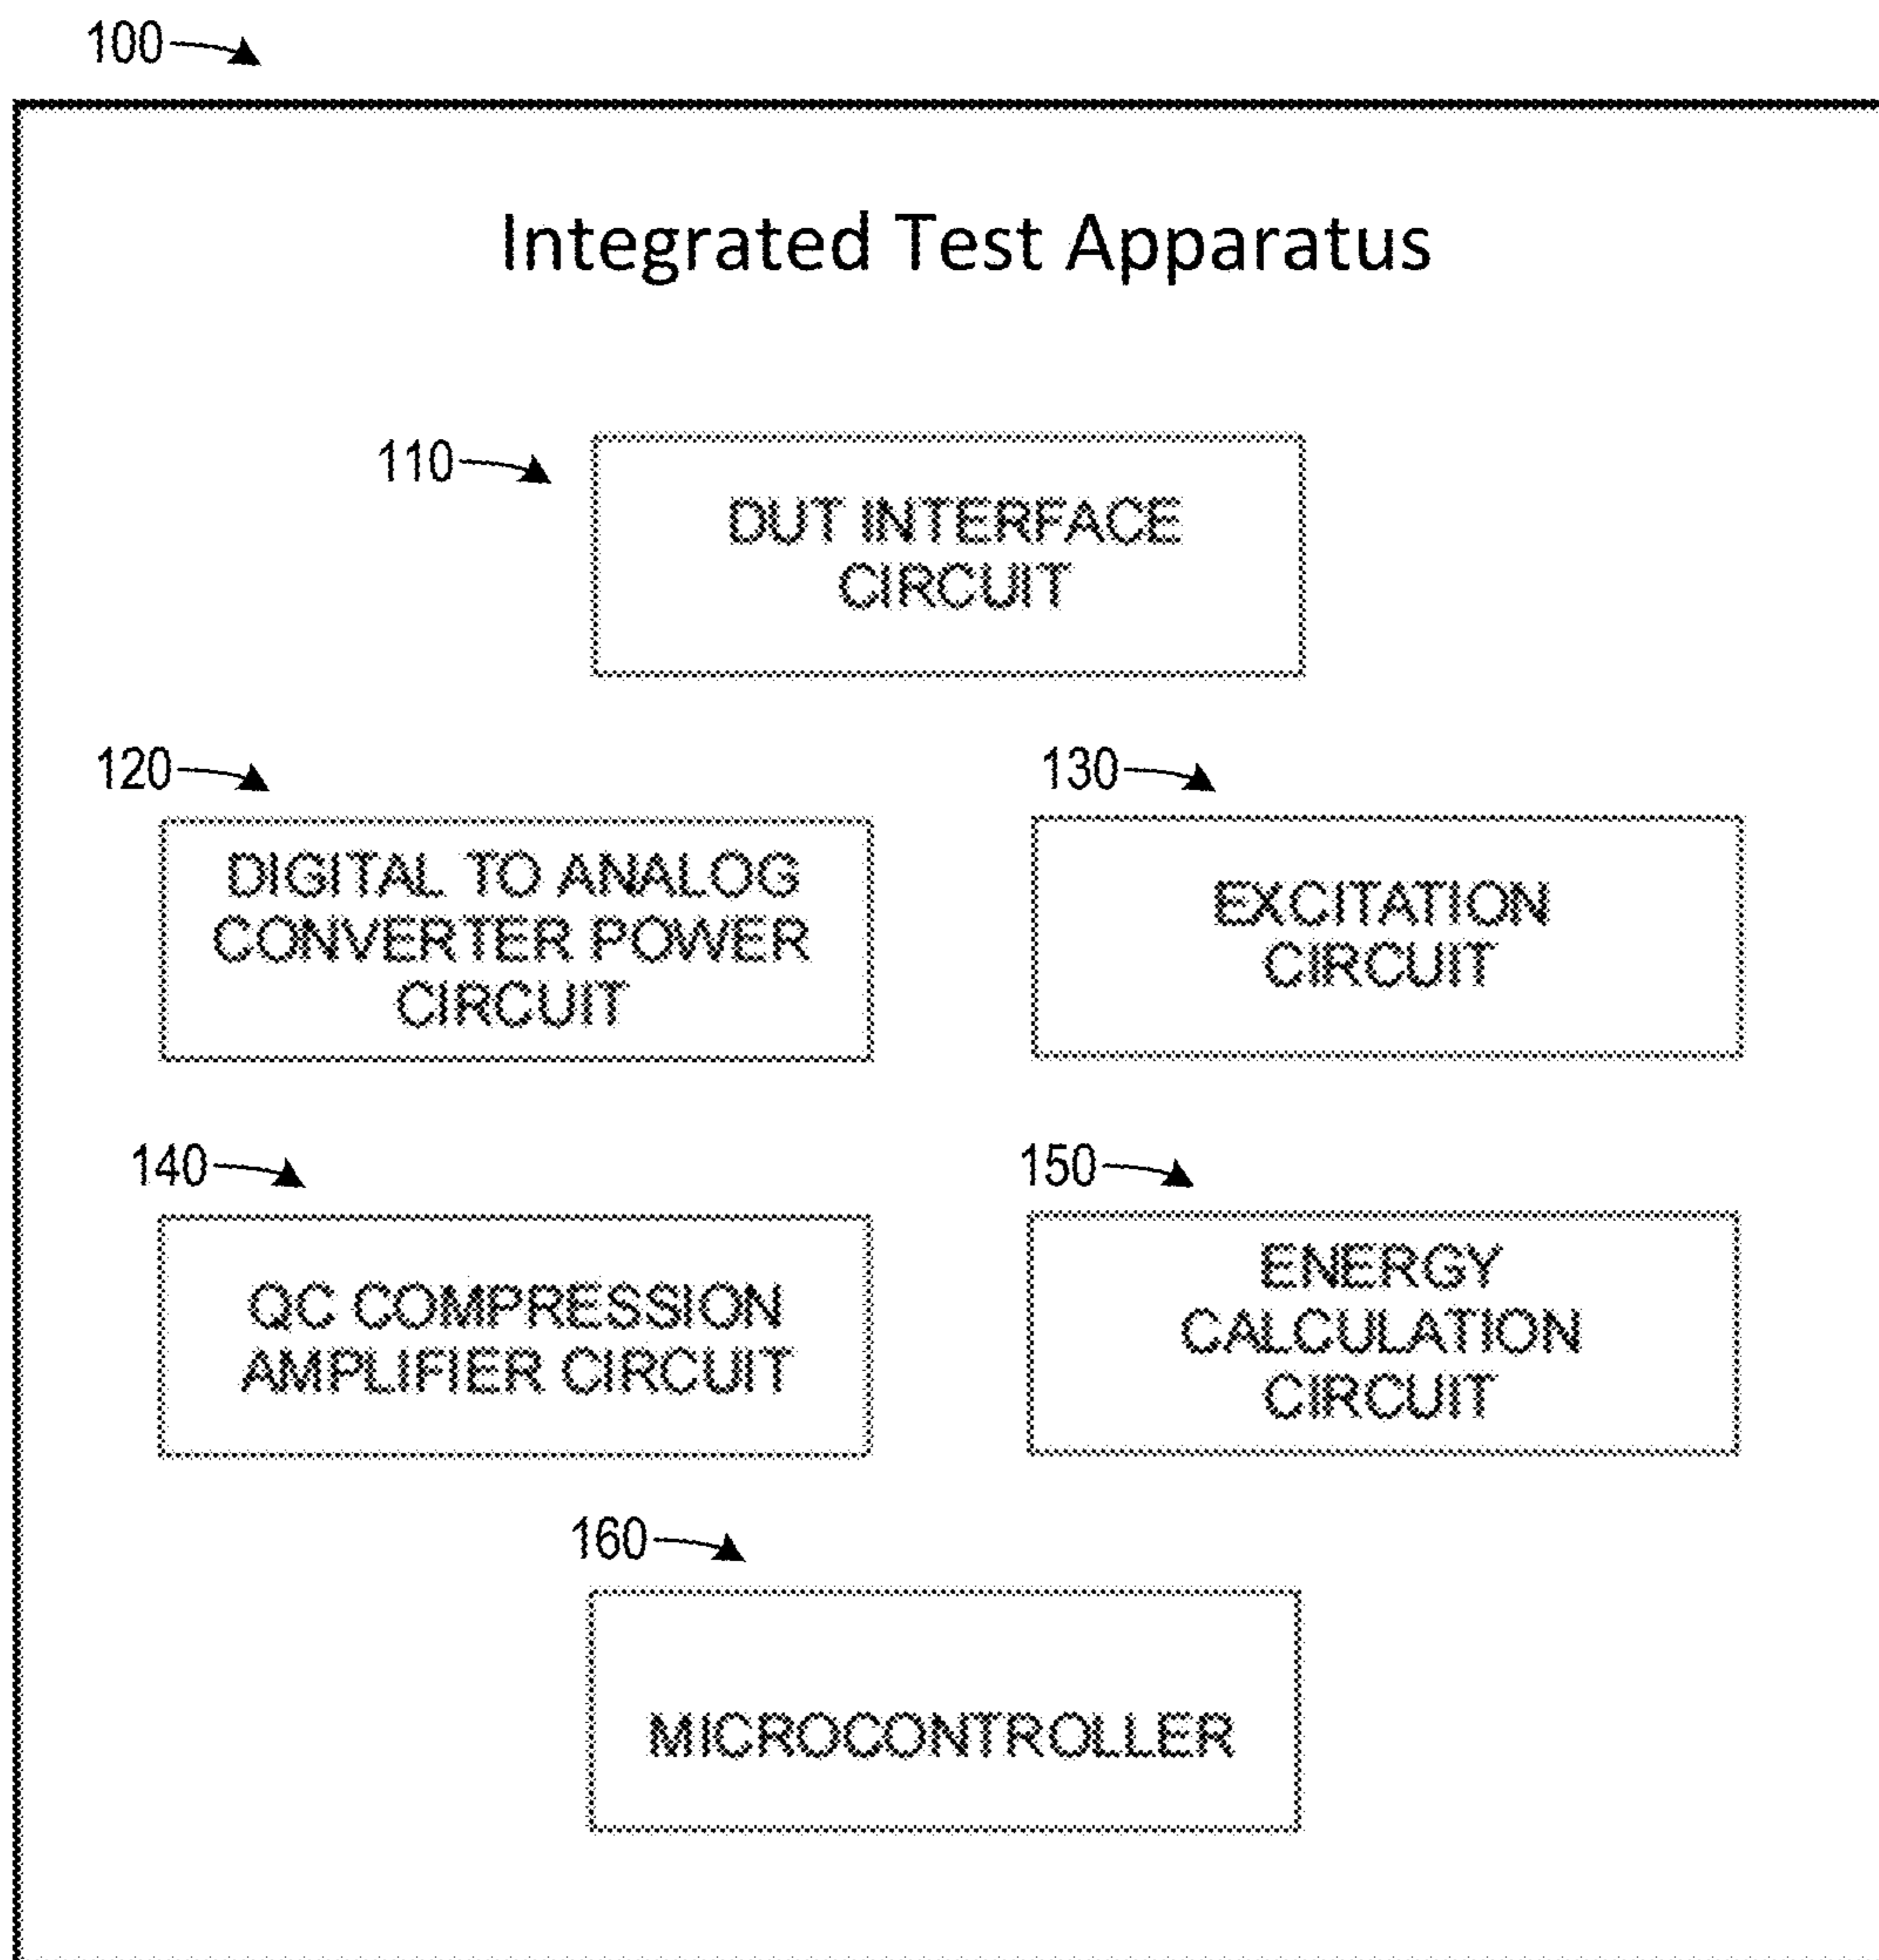 100
Integrated Test Apparatus
110
DUT INTERFACE
CIRCUIT
120
DIGITAL TO ANALOG
CONVERTER POWER
CIRCUIT
130
EXCITATION
CIRCUIT
140
QC COMPRESSION
AMPLIFIER CIRCUIT
150
ENERGY
CALCULATION
CIRCUIT
160
MICROCONTROLLER